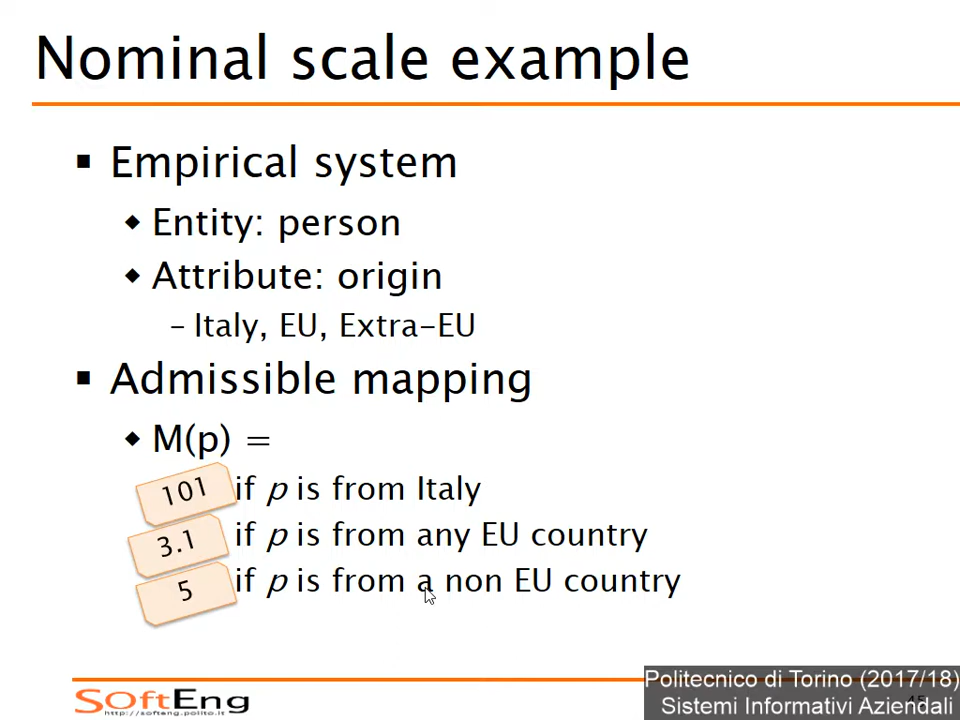 Nominal scale example
▪ Empirical system
◆ Entity: person
◆ Attribute: origin
– Italy, EU, Extra-EU
▪ Admissible mapping
◆ M(p) =
101 if p is from Italy
3.1 if p is from any EU country
5 if p is from a non EU country
SoftEng
http://softeng.polito.it
Politecnico di Torino (2017/18)
Sistemi Informativi Aziendali